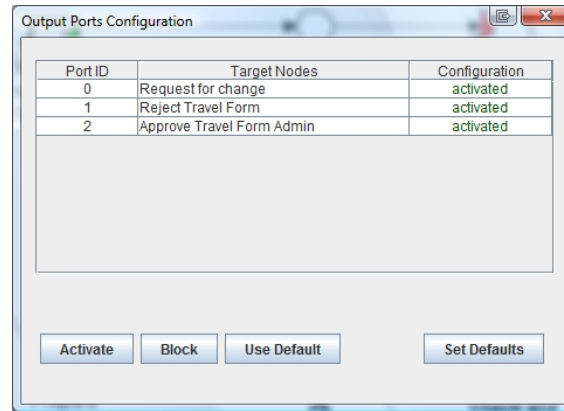 Output Ports Configuration
Port ID Target Nodes Configuration
0 Request for change activated
1 Reject Travel Form activated
2 Approve Travel Form Admin activated
Activate Block Use Default Set Defaults